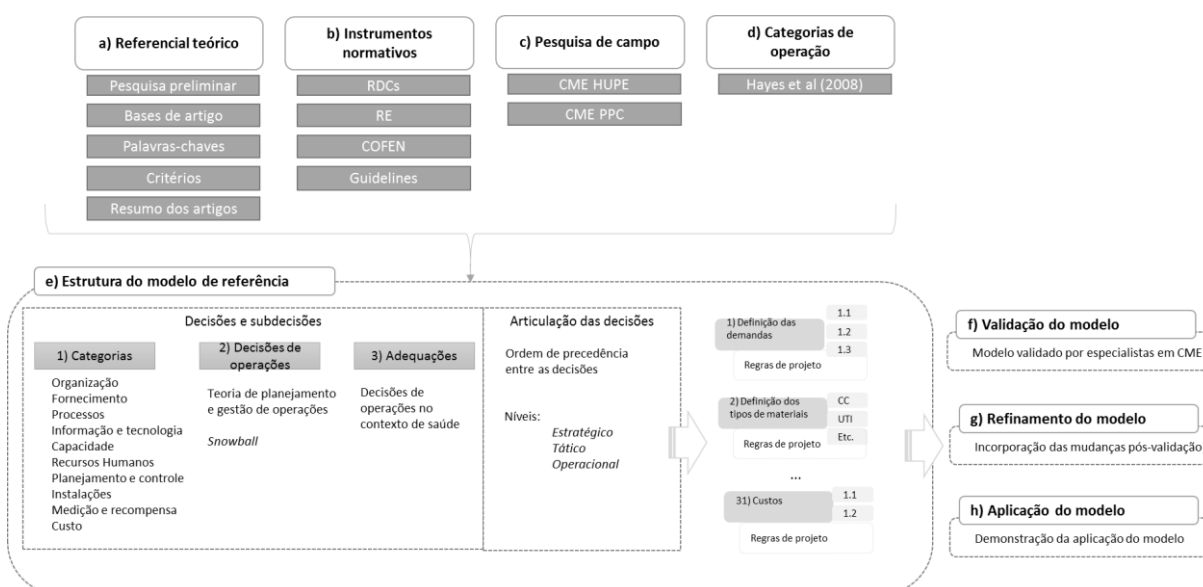 a) Referencial teórico
Pesquisa preliminar
Bases de artigo
Palavras-chaves
Critérios
Resumo dos artigos
b) Instrumentos
normativos
RDCs
RE
COFEN
Guidelines
c) Pesquisa de campo
CME HUPE
CME PPC
d) Categorias de
operação
Hayes et al (2008)
e) Estrutura do modelo de referência
Decisões e subdecisões
1) Categorias
Organização
Fornecimento
Processos
Informação e tecnologia
Capacidade
Recursos Humanos
Planejamento e controle
Instalações
Medição e recompensa
Custo
2) Decisões de
operações
Teoria de planejamento
e gestão de operações
Snowball
3) Adequações
Decisões de
operações no
contexto de saúde
Articulação das decisões
Ordem de precedência
entre as decisões
Níveis:
Estratégico
Tático
Operacional
1) Definição das
demandas
1.1
1.2
1.3
Regras de projeto
2) Definição dos
tipos de materiais
CC
UTI
Etc.
Regras de projeto
...
31) Custos
1.1
1.2
Regras de projeto
f) Validação do modelo
Modelo validado por especialistas em CME
g) Refinamento do modelo
Incorporação das mudanças pós-validação
h) Aplicação do modelo
Demonstração da aplicação do modelo